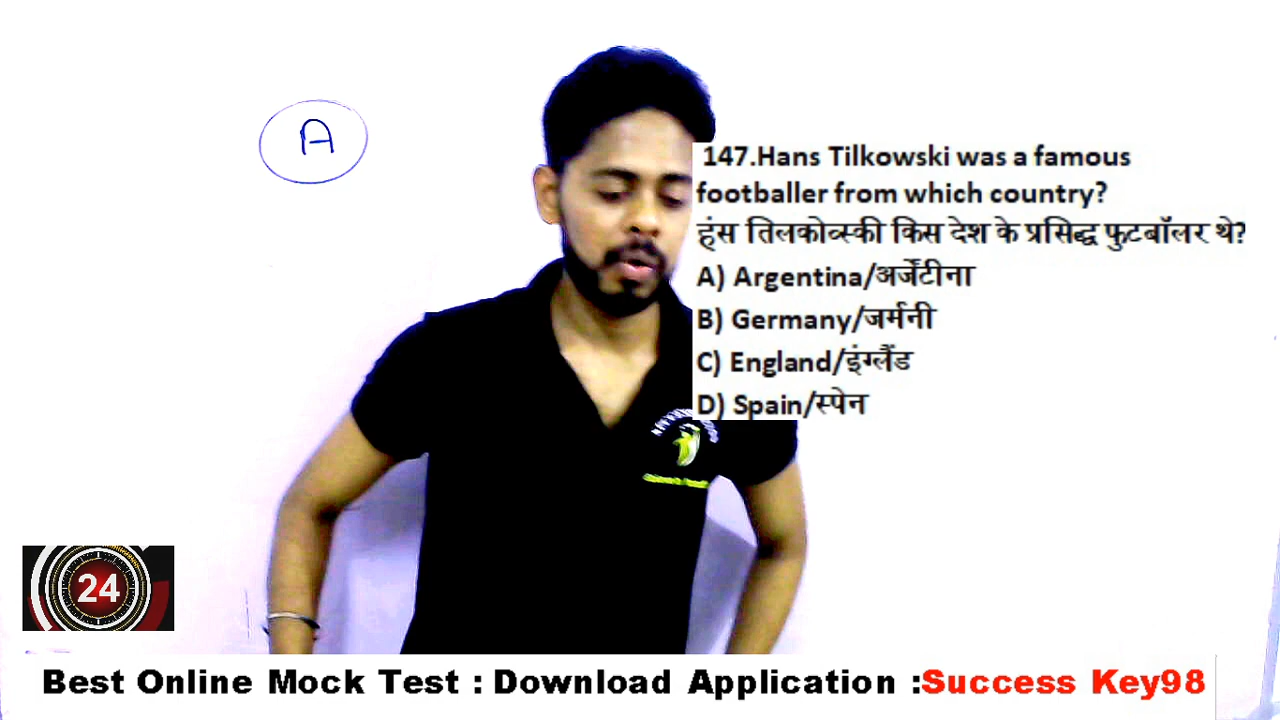 A
147.Hans Tilkowski was a famous
footballer from which country?
हंस तिलकोव्स्की किस देश के प्रसिद्ध फुटबॉलर थे?
A) Argentina/अर्जेंटीना
B) Germany/जर्मनी
C) England/इंग्लैंड
D) Spain/स्पेन
24
Best Online Mock Test : Download Application :Success Key98